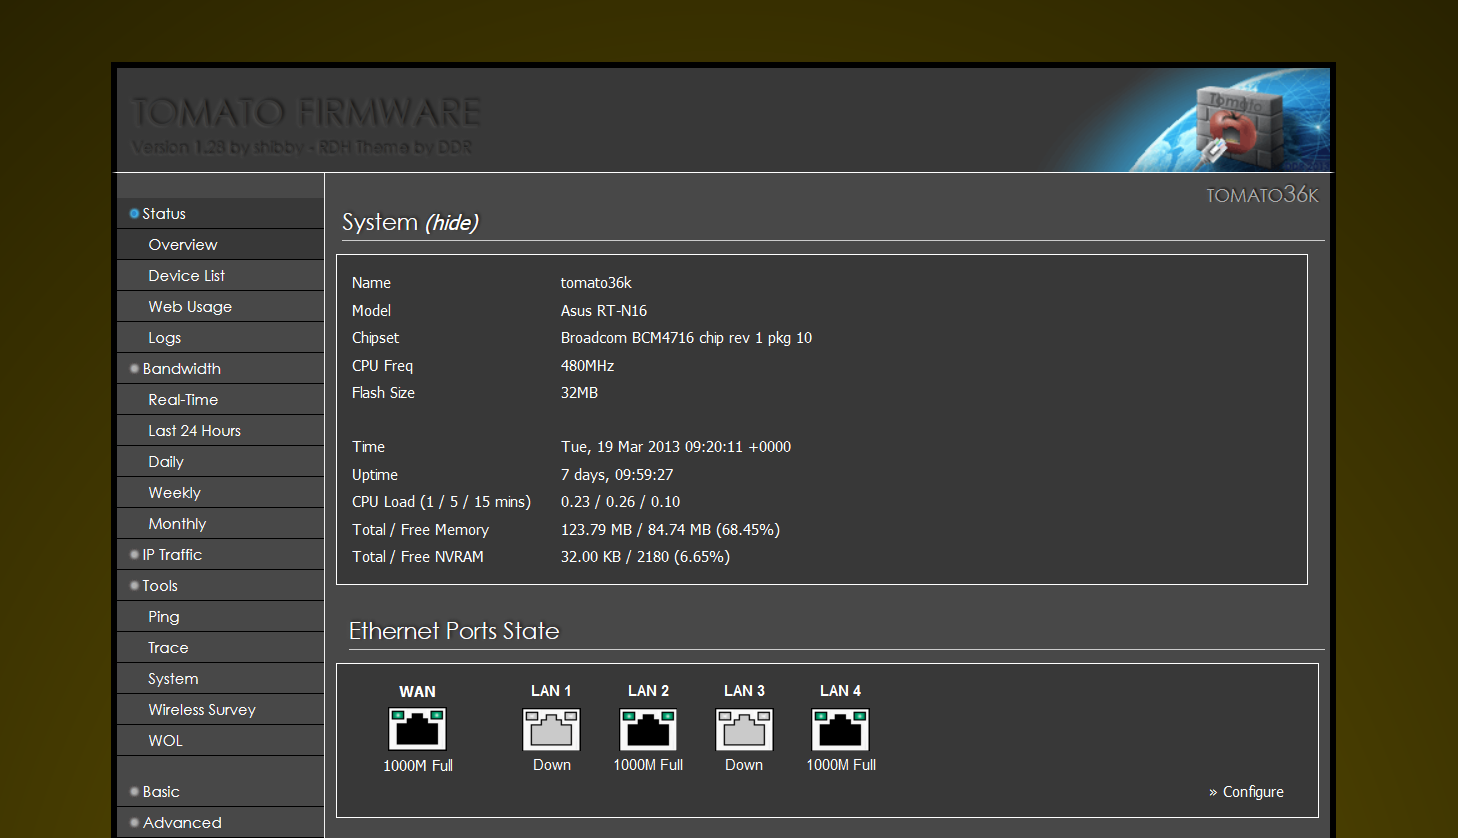 TOMATO FIRMWARE
Version 1.28 by shibby - RDH Theme by DDR
Tomato
TOMATO36K
Status
Overview
Device List
Web Usage
Logs
Bandwidth
Real-Time
Last 24 Hours
Daily
Weekly
Monthly
IP Traffic
Tools
Ping
Trace
System
Wireless Survey
WOL
Basic
Advanced
System (hide)
Name tomato36k
Model Asus RT-N16
Chipset Broadcom BCM4716 chip rev 1 pkg 10
CPU Freq 480MHz
Flash Size 32MB
Time Tue, 19 Mar 2013 09:20:11 +0000
Uptime 7 days, 09:59:27
CPU Load (1 / 5 / 15 mins) 0.23 / 0.26 / 0.10
Total / Free Memory 123.79 MB / 84.74 MB (68.45%)
Total / Free NVRAM 32.00 KB / 2180 (6.65%)
Ethernet Ports State
WAN LAN 1 LAN 2 LAN 3 LAN 4
1000M Full Down 1000M Full Down 1000M Full
» Configure